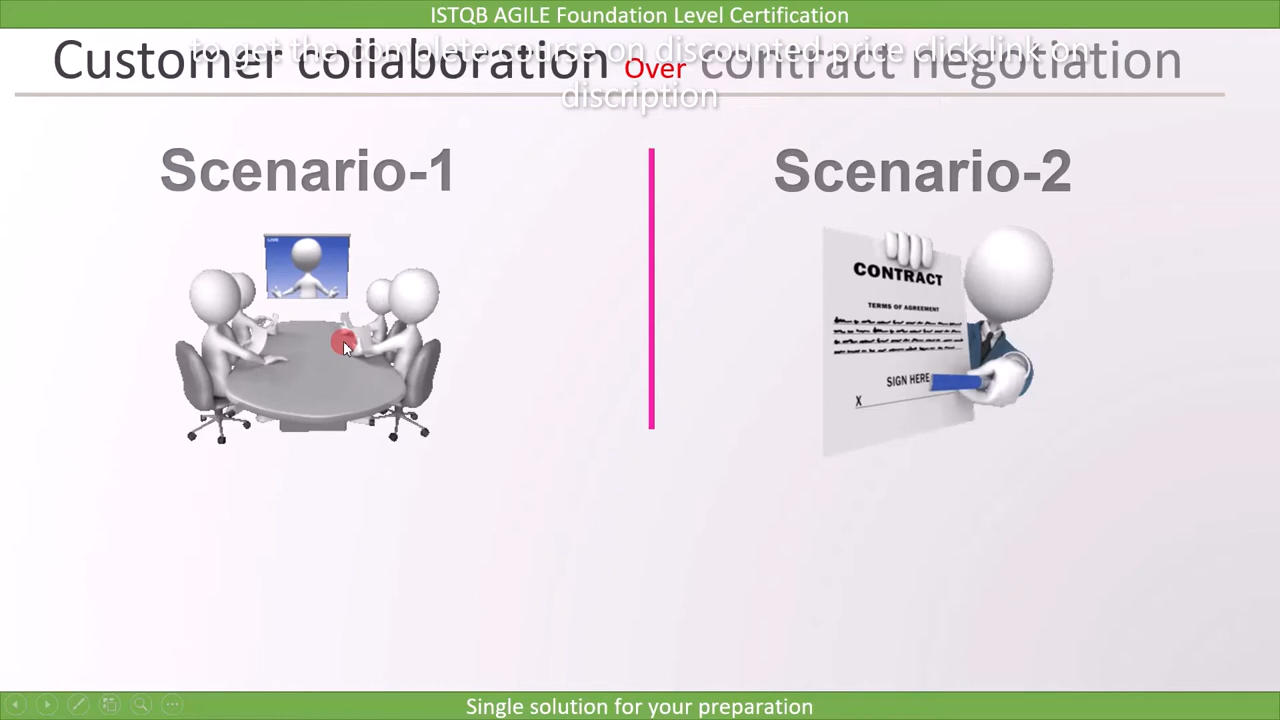 ISTQB AGILE Foundation Level Certification
Customer collaboration Over contract negotiation
to get the complete course on discounted price click link on
discription
Scenario-1
Scenario-2
LIVE
CONTRACT
TERMS OF AGREEMENT
SIGN HERE
X
Single solution for your preparation